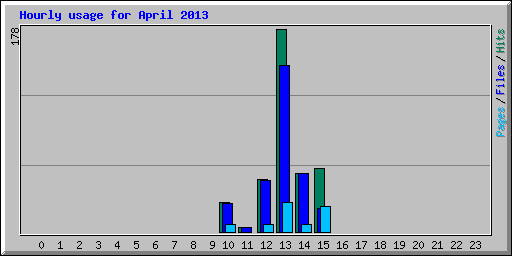 Hourly usage for April 2013
178
Pages/Files/Hits
0 1 2 3 4 5 6 7 8 9 10 11 12 13 14 15 16 17 18 19 20 21 22 23